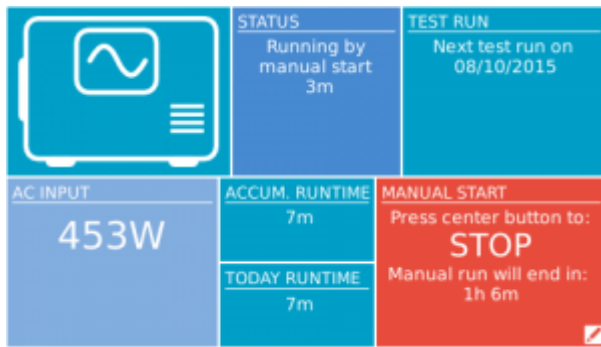 STATUS
Running by
manual start
3m
TEST RUN
Next test run on
08/10/2015
AC INPUT
453W
ACCUM. RUNTIME
7m
TODAY RUNTIME
7m
MANUAL START
Press center button to:
STOP
Manual run will end in:
1h 6m